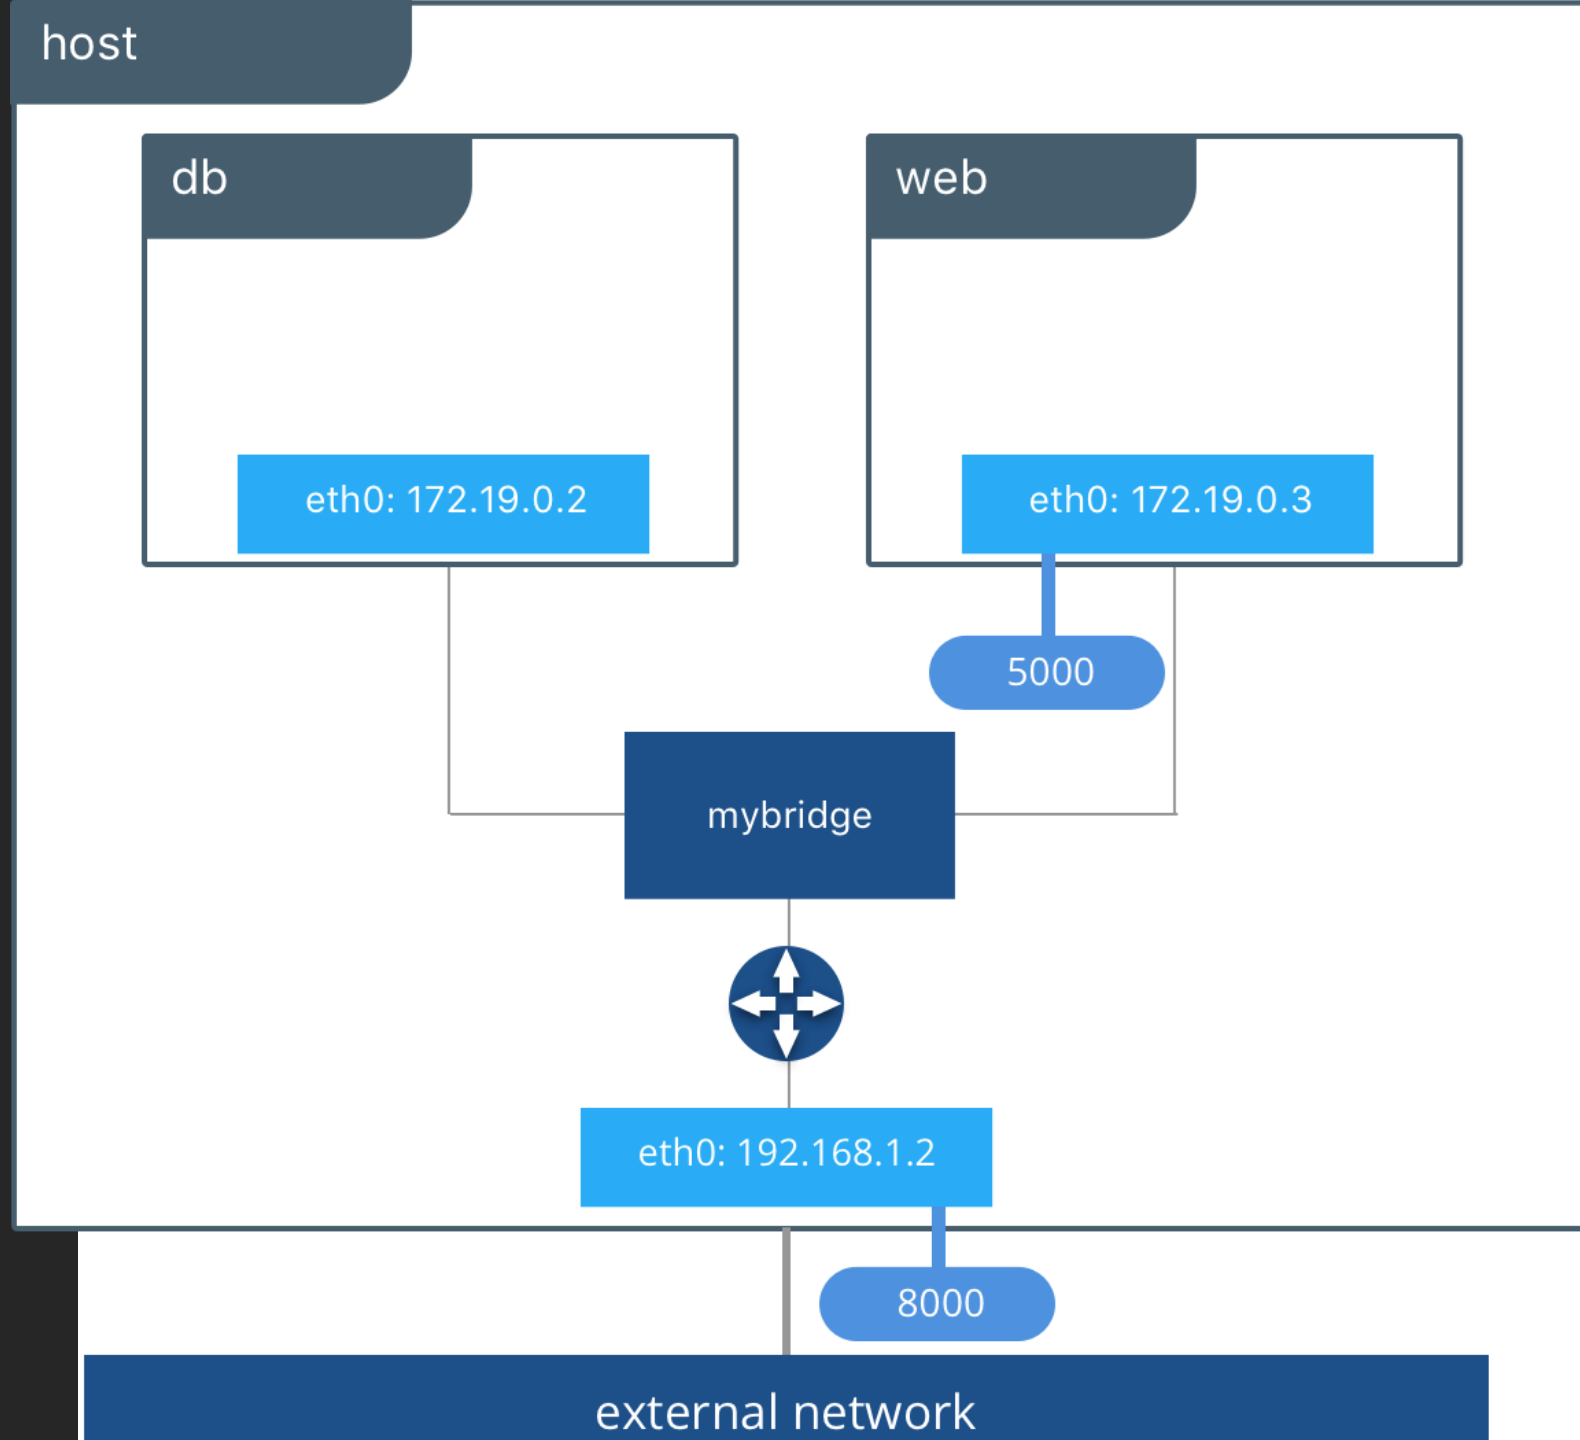 host
db
web
eth0: 172.19.0.2
eth0: 172.19.0.3
5000
mybridge
eth0: 192.168.1.2
8000
external network